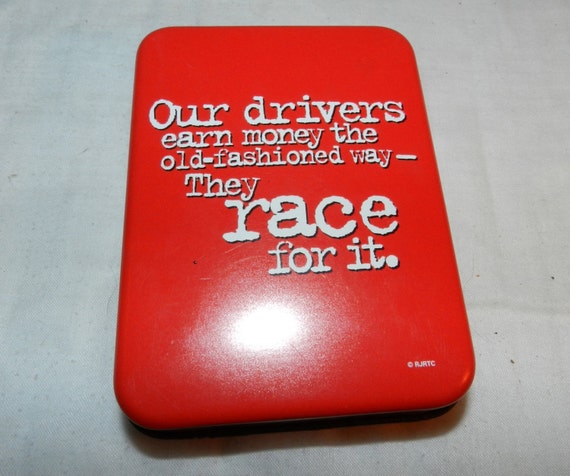 Our drivers
earn money the
old-fashioned way—
They
race
for it.
© RJRTC